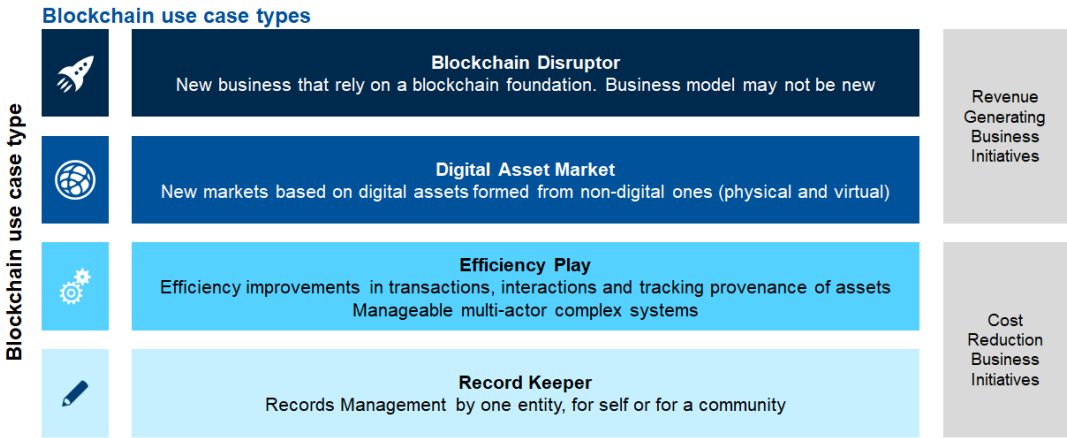 Blockchain use case types
Blockchain use case type
Blockchain Disruptor
New business that rely on a blockchain foundation. Business model may not be new
Digital Asset Market
New markets based on digital assets formed from non-digital ones (physical and virtual)
Revenue
Generating
Business
Initiatives
Efficiency Play
Efficiency improvements in transactions, interactions and tracking provenance of assets
Manageable multi-actor complex systems
Record Keeper
Records Management by one entity, for self or for a community
Cost
Reduction
Business
Initiatives